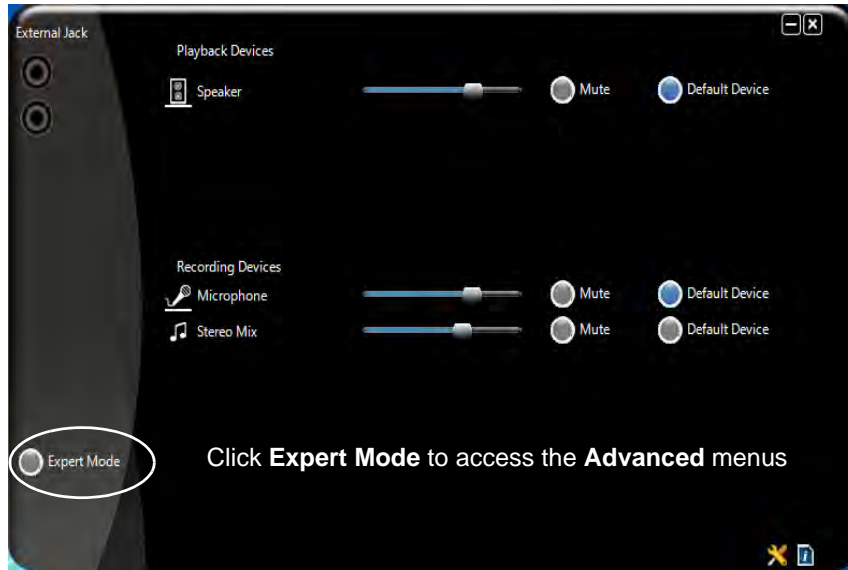 External Jack
Playback Devices
Speaker Mute Default Device
Recording Devices
Microphone Mute Default Device
Stereo Mix Mute Default Device
Expert Mode
Click Expert Mode to access the Advanced menus